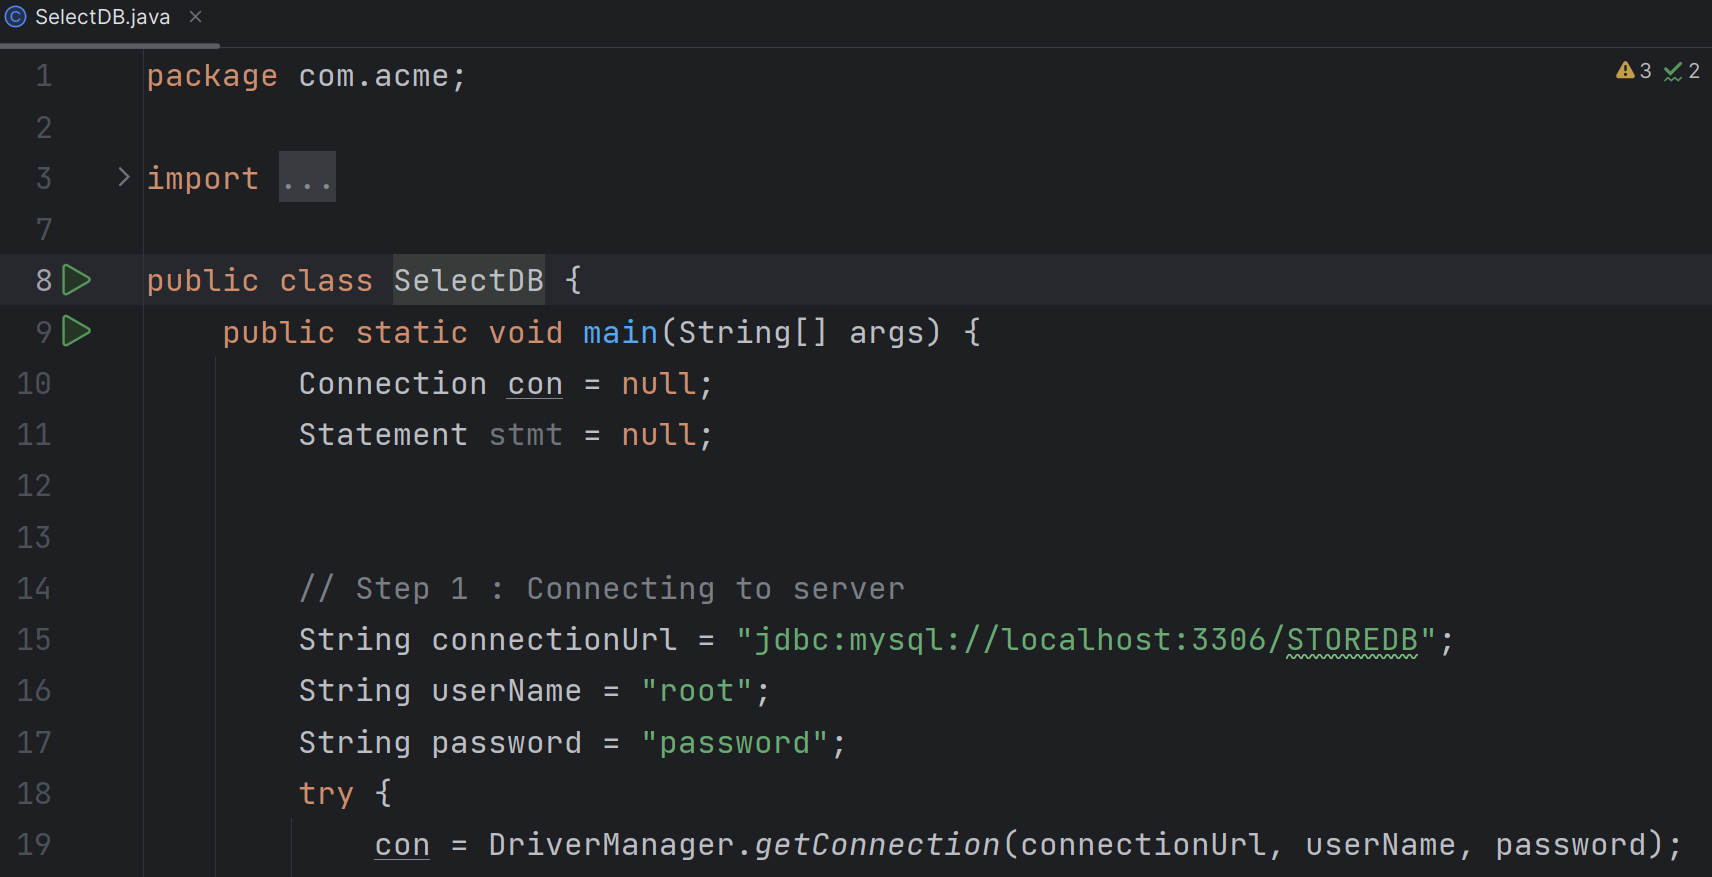 SelectDB.java
3 2
1 package com.acme;
2
3 import ...
7
8 public class SelectDB {
9     public static void main(String[] args) {
10         Connection con = null;
11         Statement stmt = null;
12
13
14         // Step 1 : Connecting to server
15         String connectionUrl = "jdbc:mysql://localhost:3306/STOREDB";
16         String userName = "root";
17         String password = "password";
18         try {
19             con = DriverManager.getConnection(connectionUrl, userName, password);